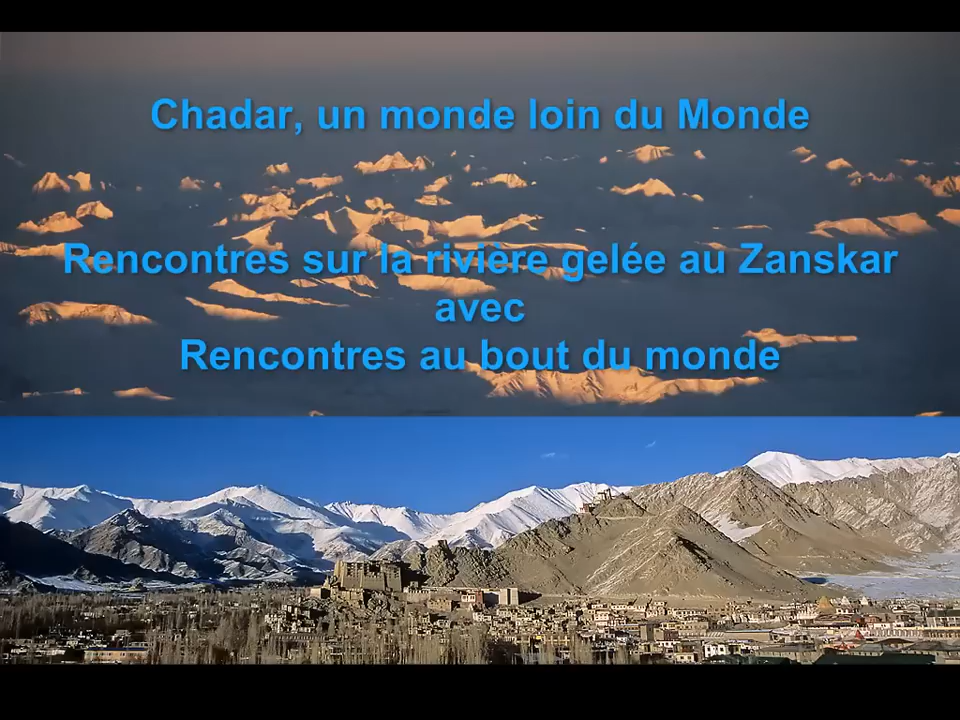 Chadar, un monde loin du Monde
Rencontres sur la rivière gelée au Zanskar
avec
Rencontres au bout du monde